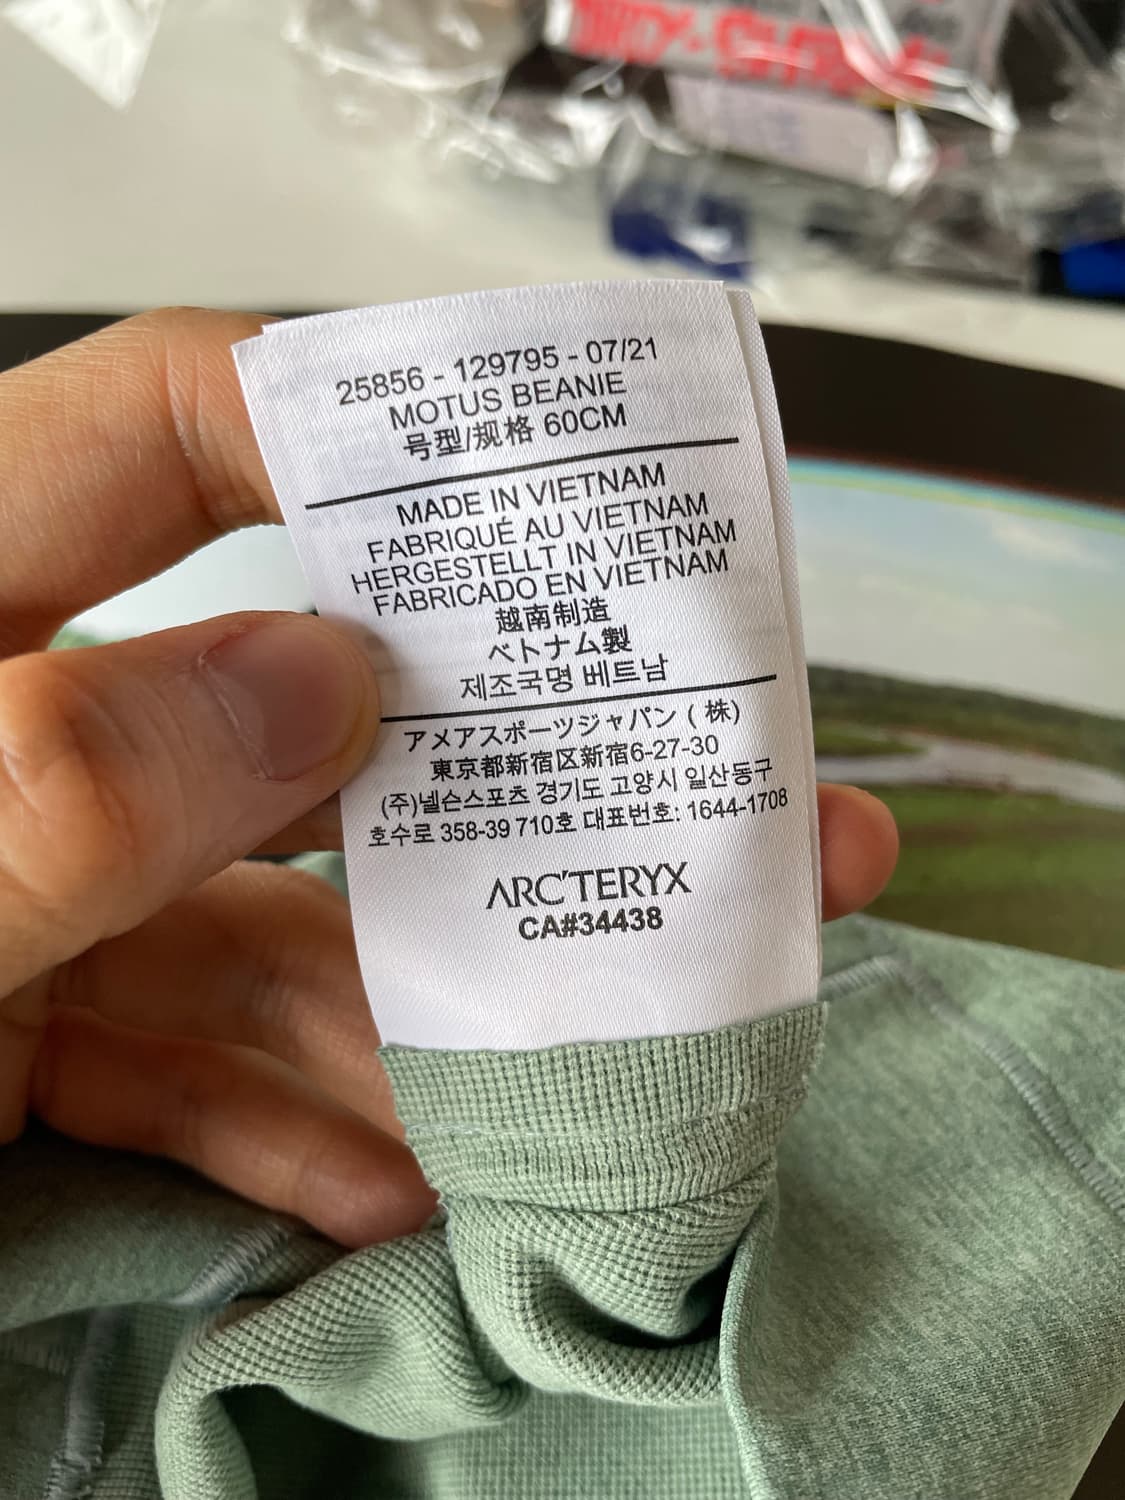 25856 - 129795 - 07/21
MOTUS BEANIE
号型/规格 60CM
MADE IN VIETNAM
FABRIQUÉ AU VIETNAM
HERGESTELLT IN VIETNAM
FABRICADO EN VIETNAM
越南制造
ベトナム製
제조국명 베트남
アメアスポーツジャパン ( 株)
東京都新宿区新宿6-27-30
(주)넬슨스포츠 경기도 고양시 일산동구
호수로 358-39 710호 대표번호: 1644-1708
ARC'TERYX
CA#34438